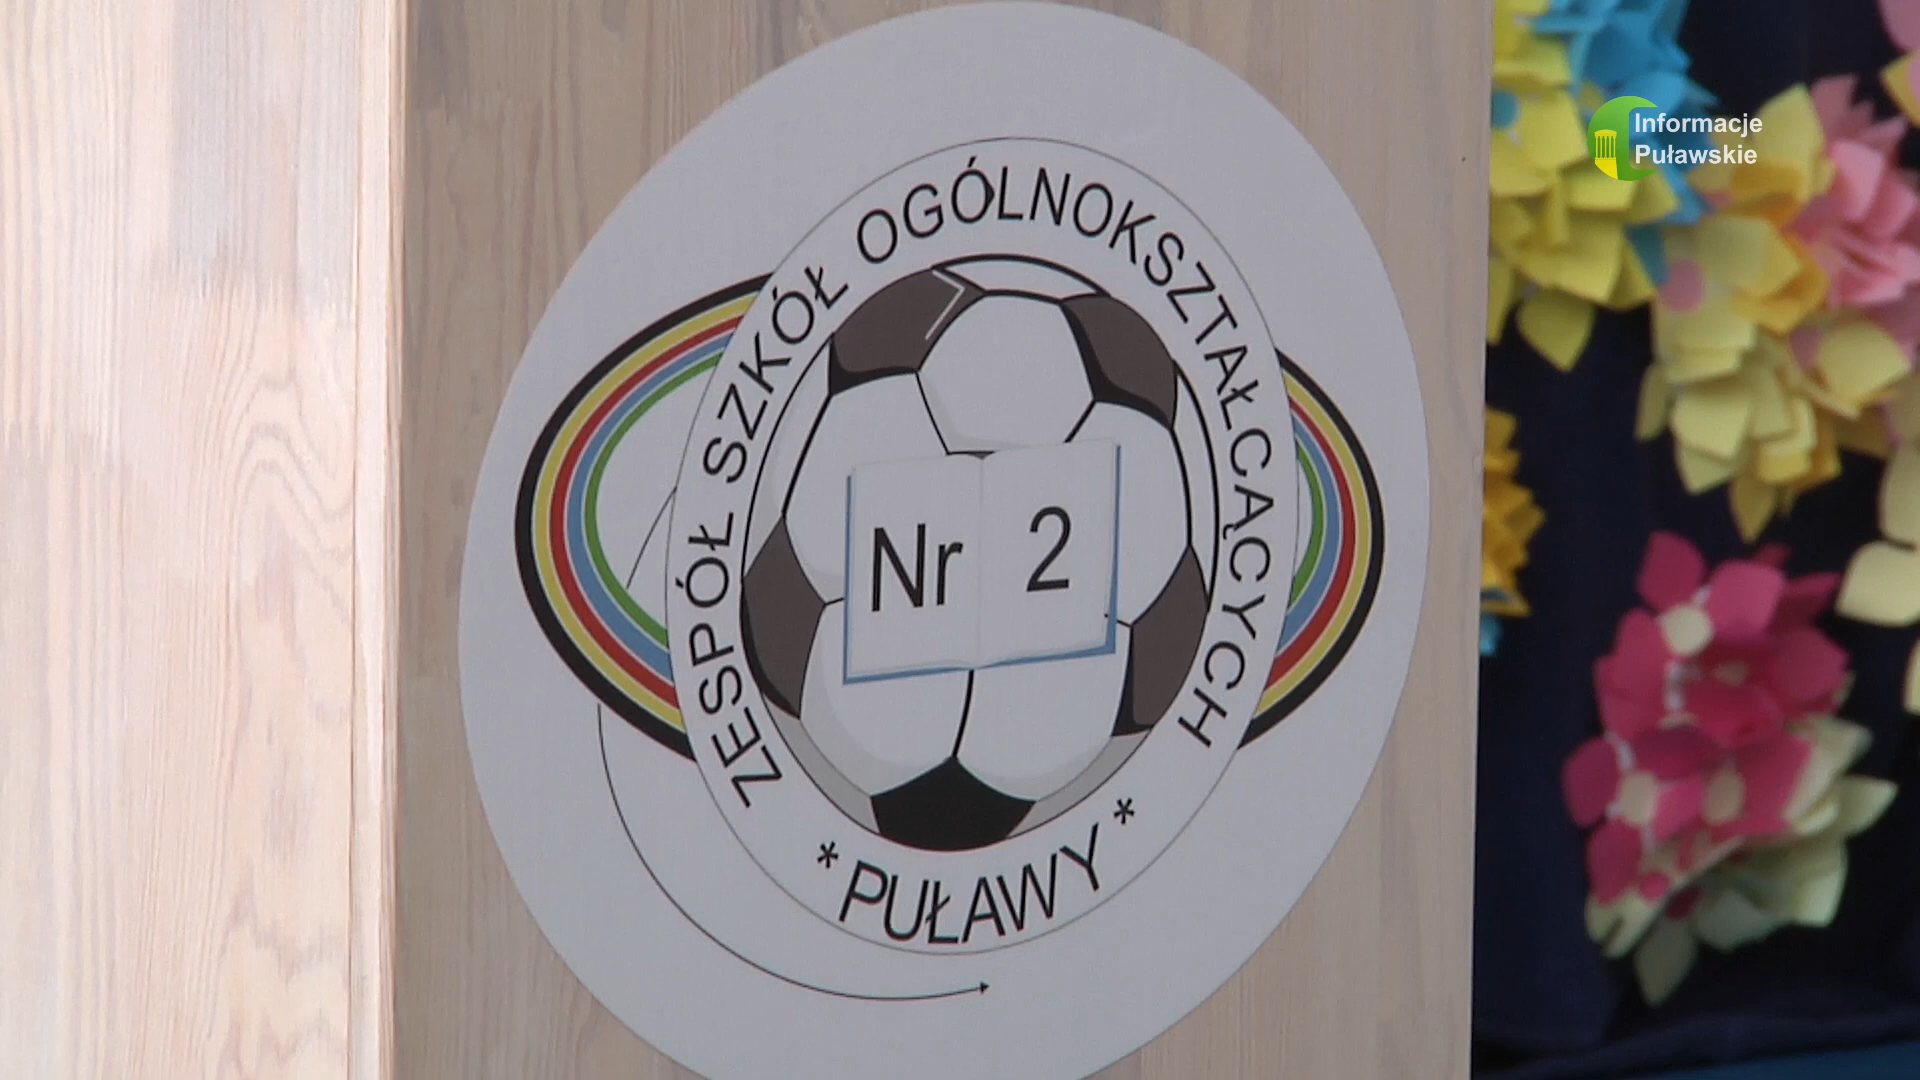 ZESPÓŁ SZKÓŁ OGÓLNOKSZTAŁCĄCYCH
Nr 2
* PUŁAWY *
Informacje
Puławskie